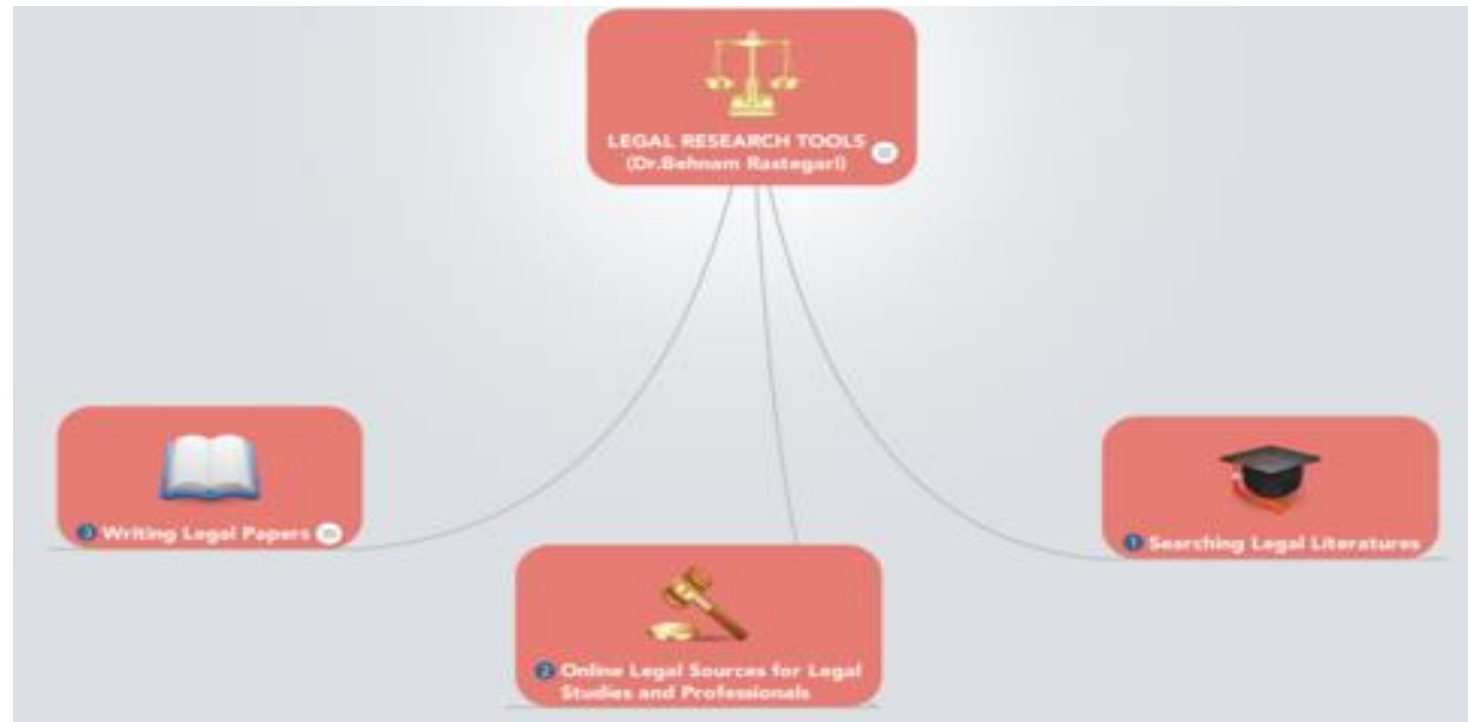 LEGAL RESEARCH TOOLS
(Dr.Behnam Rastegari)
3 Writing Legal Papers
2 Online Legal Sources for Legal
Studies and Professionals
1 Searching Legal Literatures